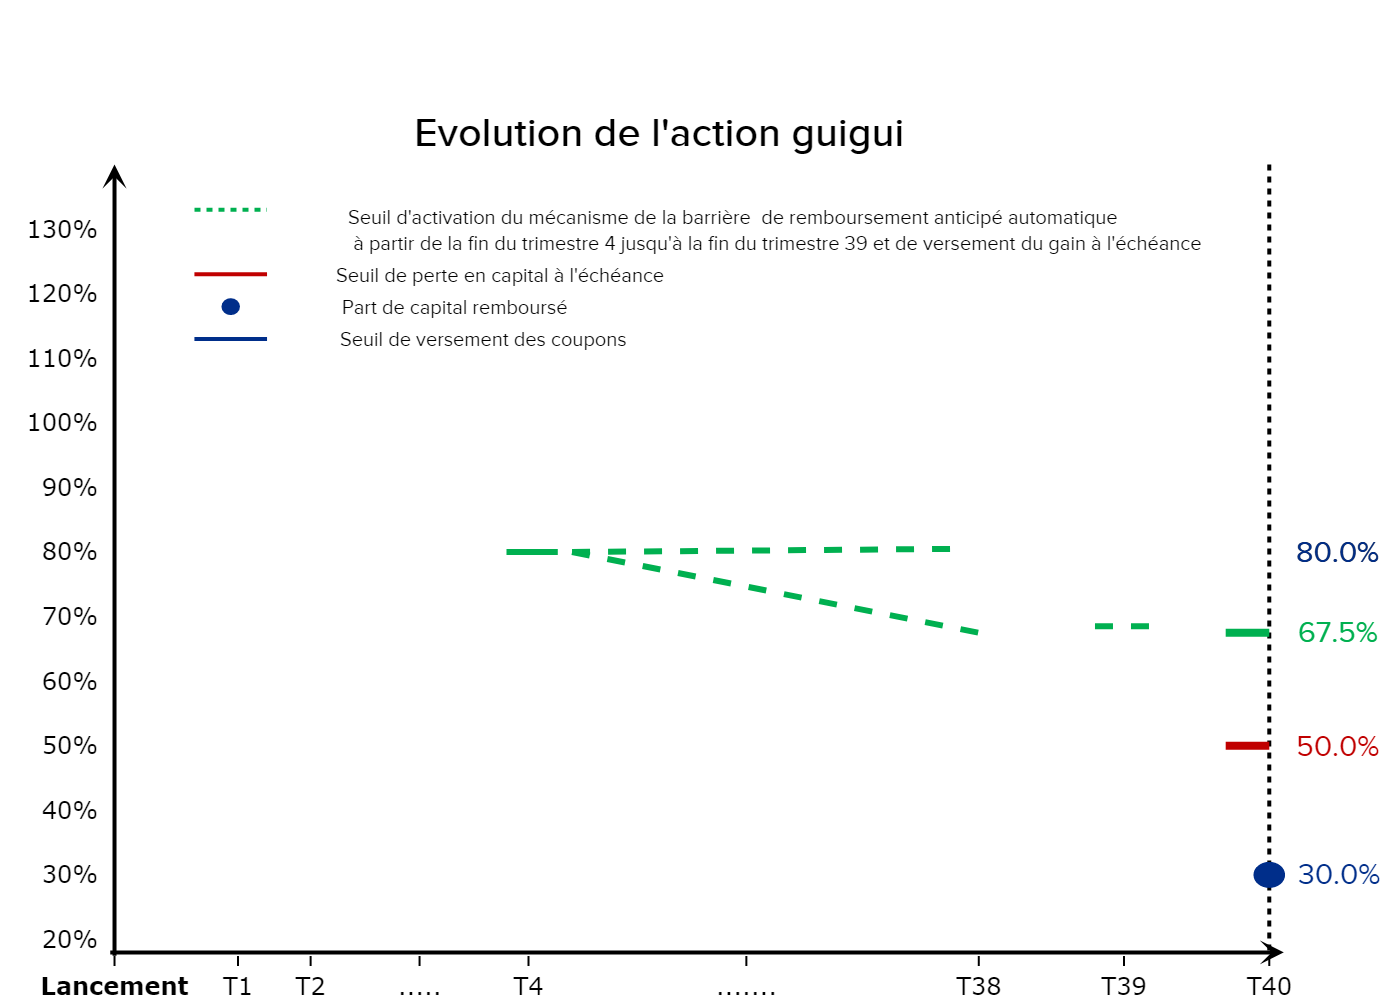 Evolution de l'action guigui
Seuil d'activation du mécanisme de la barrière  de remboursement anticipé automatique
à partir de la fin du trimestre 4 jusqu'à la fin du trimestre 39 et de versement du gain à l'échéance
Seuil de perte en capital à l'échéance
Part de capital remboursé
Seuil de versement des coupons
130%
120%
110%
100%
90%
80%
70%
60%
50%
40%
30%
20%
80.0%
67.5%
50.0%
30.0%
Lancement T1 T2 ..... T4 ....... T38 T39 T40